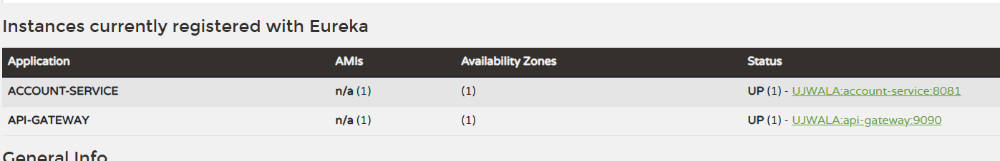 Instances currently registered with Eureka
Application AMIs Availability Zones Status
ACCOUNT-SERVICE n/a (1) (1) UP (1) - UJWALA:account-service:8081
API-GATEWAY n/a (1) (1) UP (1) - UJWALA:api-gateway:9090
General Info